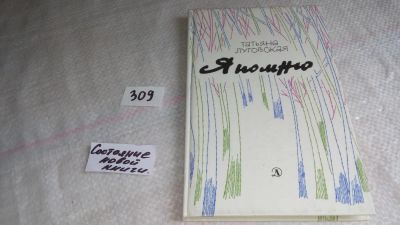 309
Состояние
новой
книги.
Татьяна
Луговская
Я помню
Д